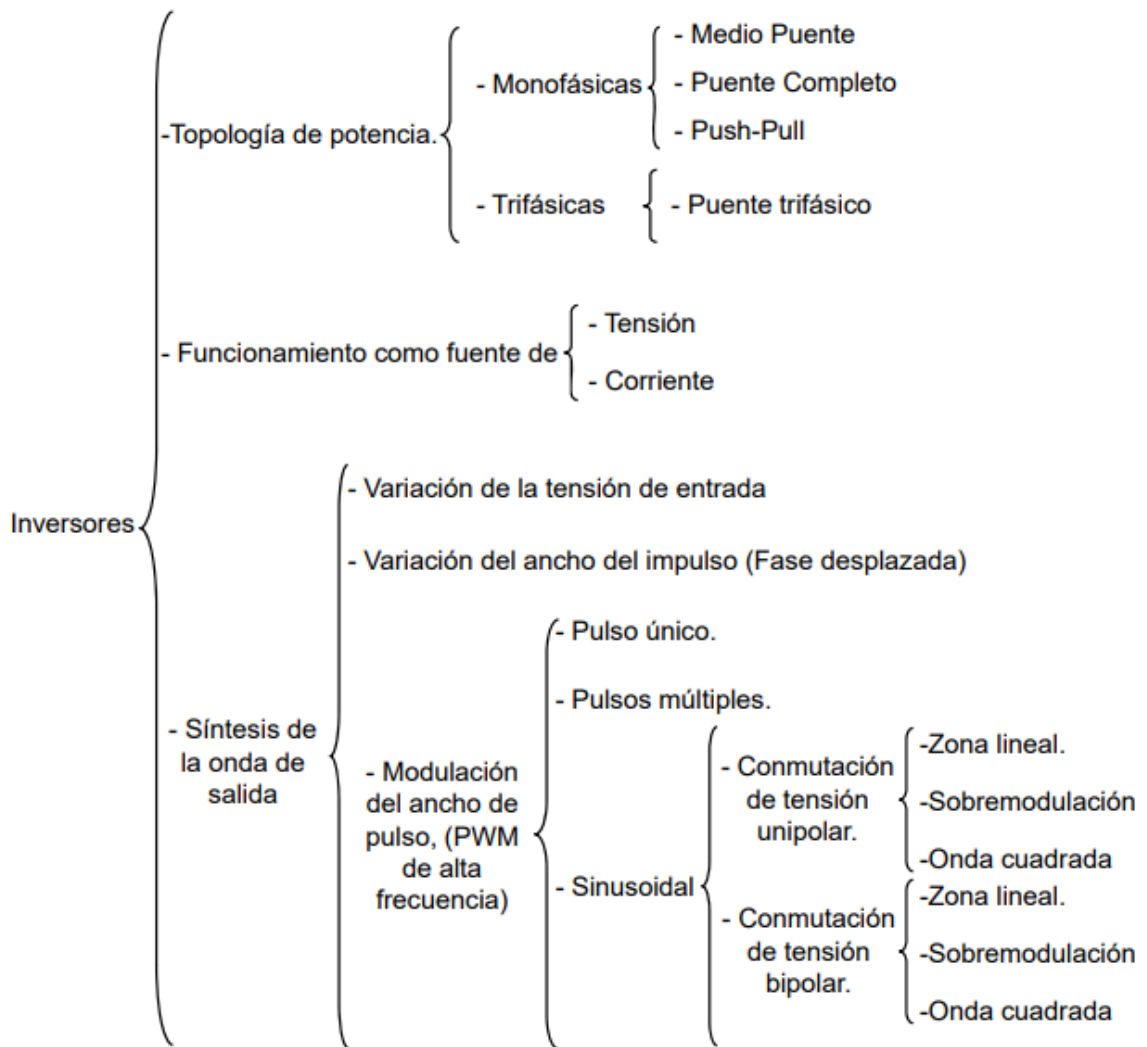 Inversores
-Topología de potencia.
- Monofásicas
- Medio Puente
- Puente Completo
- Push-Pull
- Trifásicas
- Puente trifásico
- Funcionamiento como fuente de
- Tensión
- Corriente
- Síntesis de
la onda de
salida
- Variación de la tensión de entrada
- Variación del ancho del impulso (Fase desplazada)
- Modulación
del ancho de
pulso, (PWM
de alta
frecuencia)
- Pulso único.
- Pulsos múltiples.
- Sinusoidal
- Conmutación
de tensión
unipolar.
-Zona lineal.
-Sobremodulación
-Onda cuadrada
- Conmutación
de tensión
bipolar.
-Zona lineal.
-Sobremodulación
-Onda cuadrada